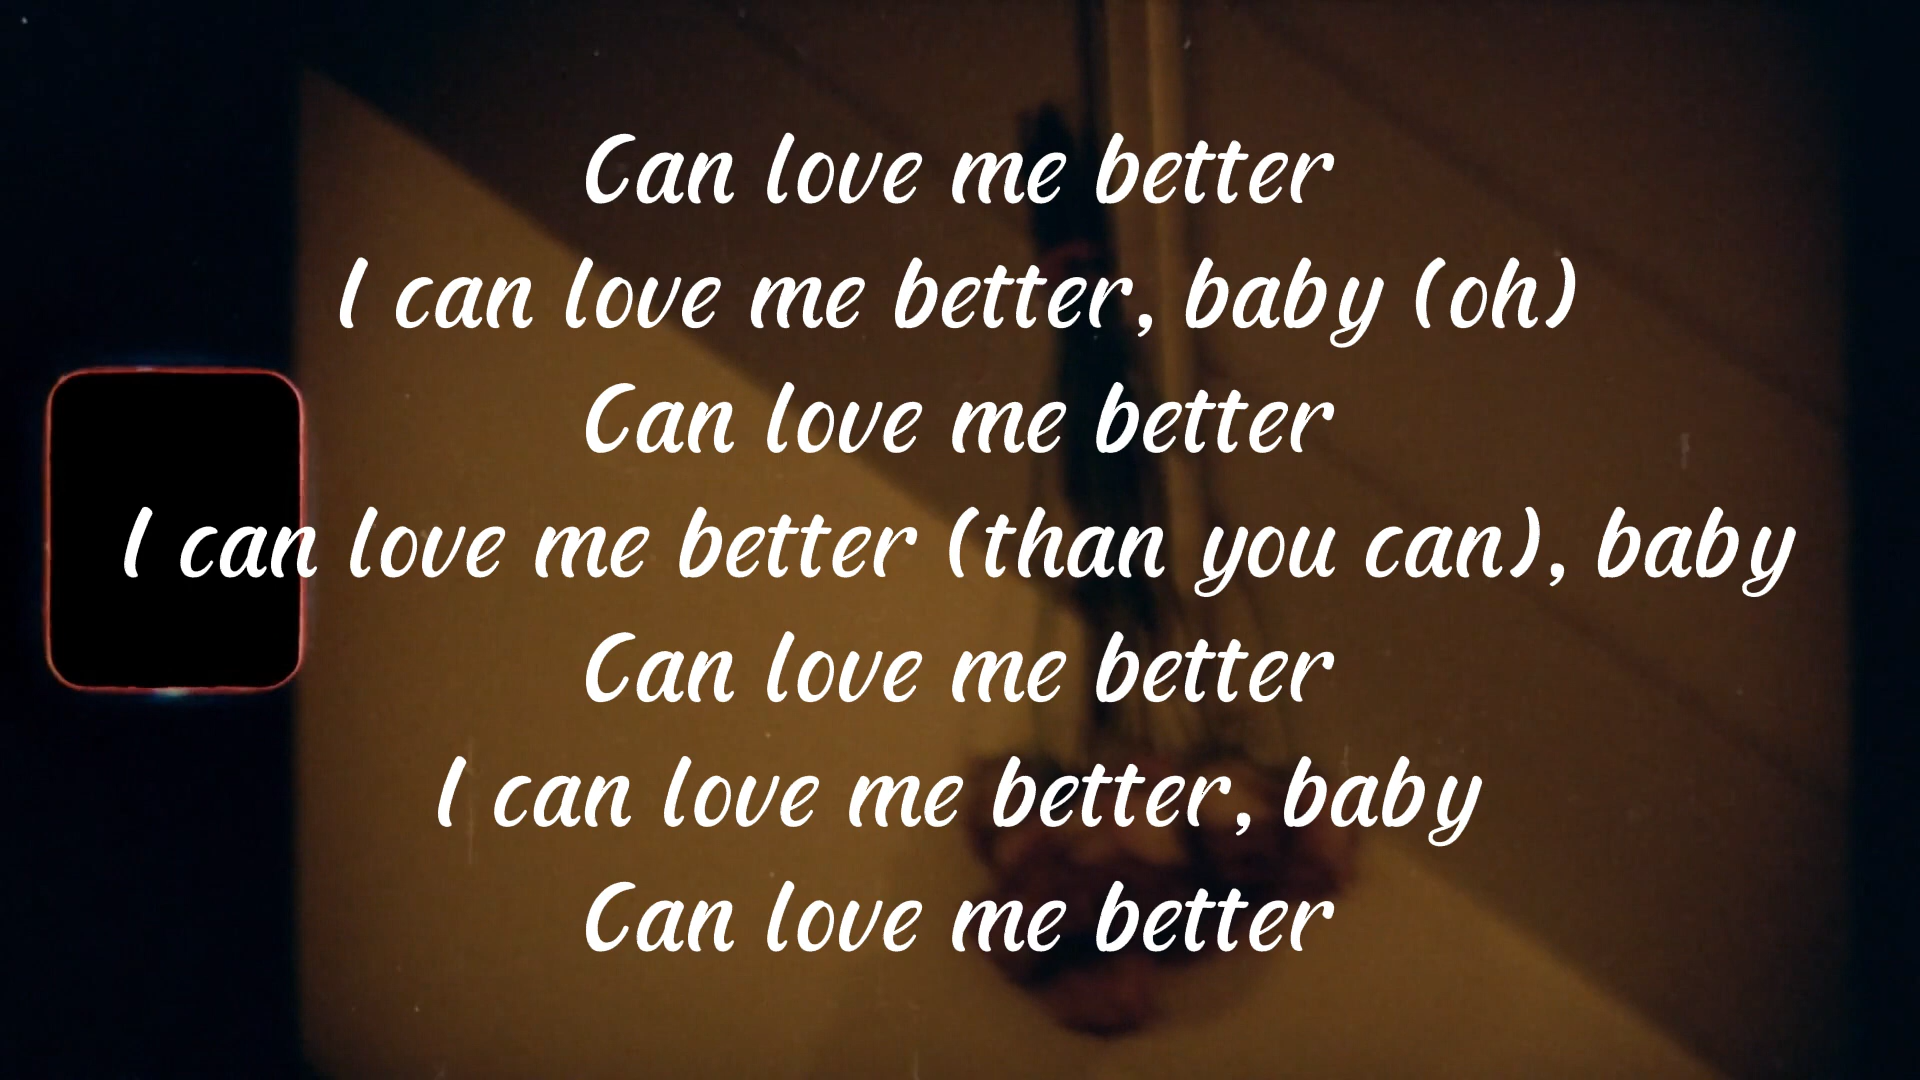 Can love me better
I can love me better, baby (oh)
Can love me better
I can love me better (than you can), baby
Can love me better
I can love me better, baby
Can love me better